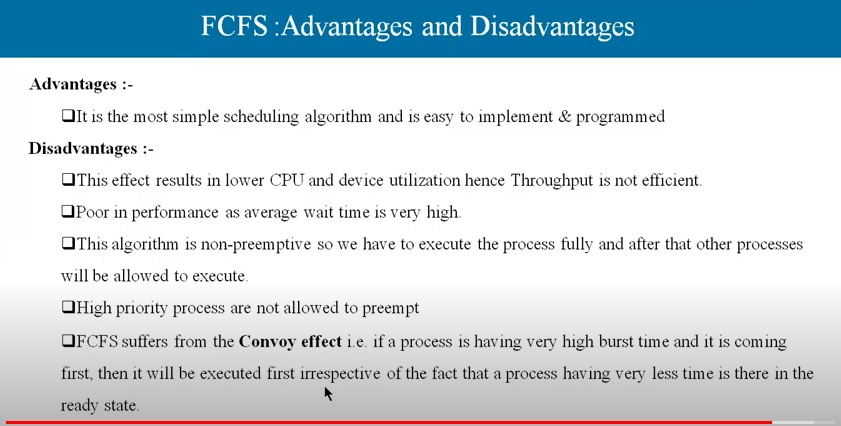 FCFS :Advantages and Disadvantages
Advantages :-
❑It is the most simple scheduling algorithm and is easy to implement & programmed
Disadvantages :-
❑This effect results in lower CPU and device utilization hence Throughput is not efficient.
❑Poor in performance as average wait time is very high.
❑This algorithm is non-preemptive so we have to execute the process fully and after that other processes
will be allowed to execute.
❑High priority process are not allowed to preempt
❑FCFS suffers from the Convoy effect i.e. if a process is having very high burst time and it is coming
first, then it will be executed first irrespective of the fact that a process having very less time is there in the
ready state.